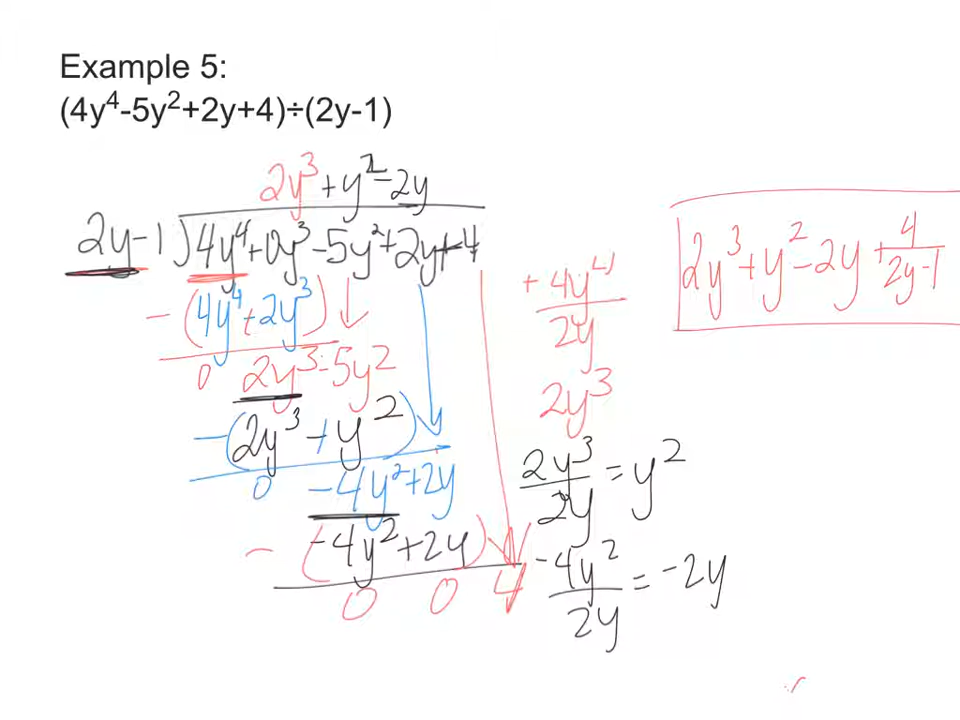 Example 5:
(4y⁴-5y²+2y+4)÷(2y-1)
2y³+y²-2y
2y-1)4y⁴+0y³-5y²+2y+4
-(4y⁴+2y³)
0 2y³-5y²
-(2y³+y²)
0 -4y²+2y
-(-4y²+2y)
0 0 4
+4y⁴
2y
2y³
2y³/2y=y²
-4y²/2y=-2y
2y³+y²-2y+4/2y-1